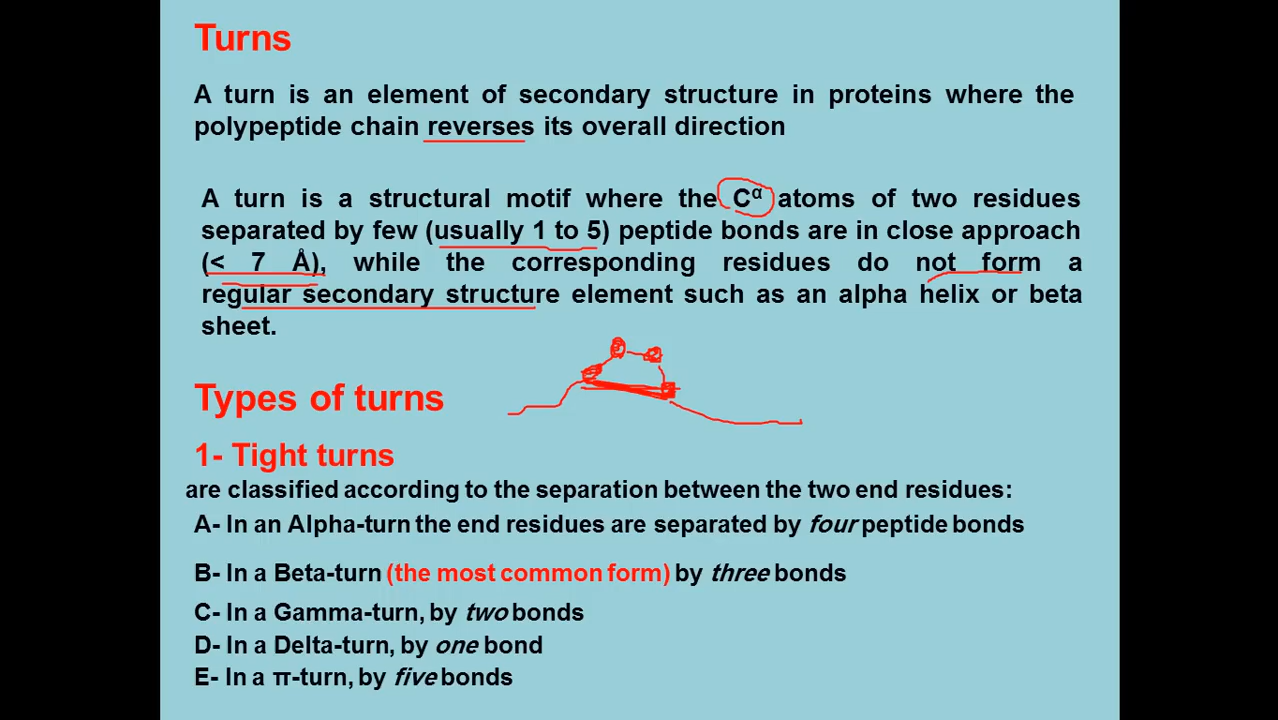 Turns
A turn is an element of secondary structure in proteins where the
polypeptide chain reverses its overall direction
A turn is a structural motif where the Cα atoms of two residues
separated by few (usually 1 to 5) peptide bonds are in close approach
(< 7 Å), while the corresponding residues do not form a
regular secondary structure element such as an alpha helix or beta
sheet.
Types of turns
1- Tight turns
are classified according to the separation between the two end residues:
A- In an Alpha-turn the end residues are separated by four peptide bonds
B- In a Beta-turn (the most common form) by three bonds
C- In a Gamma-turn, by two bonds
D- In a Delta-turn, by one bond
E- In a π-turn, by five bonds